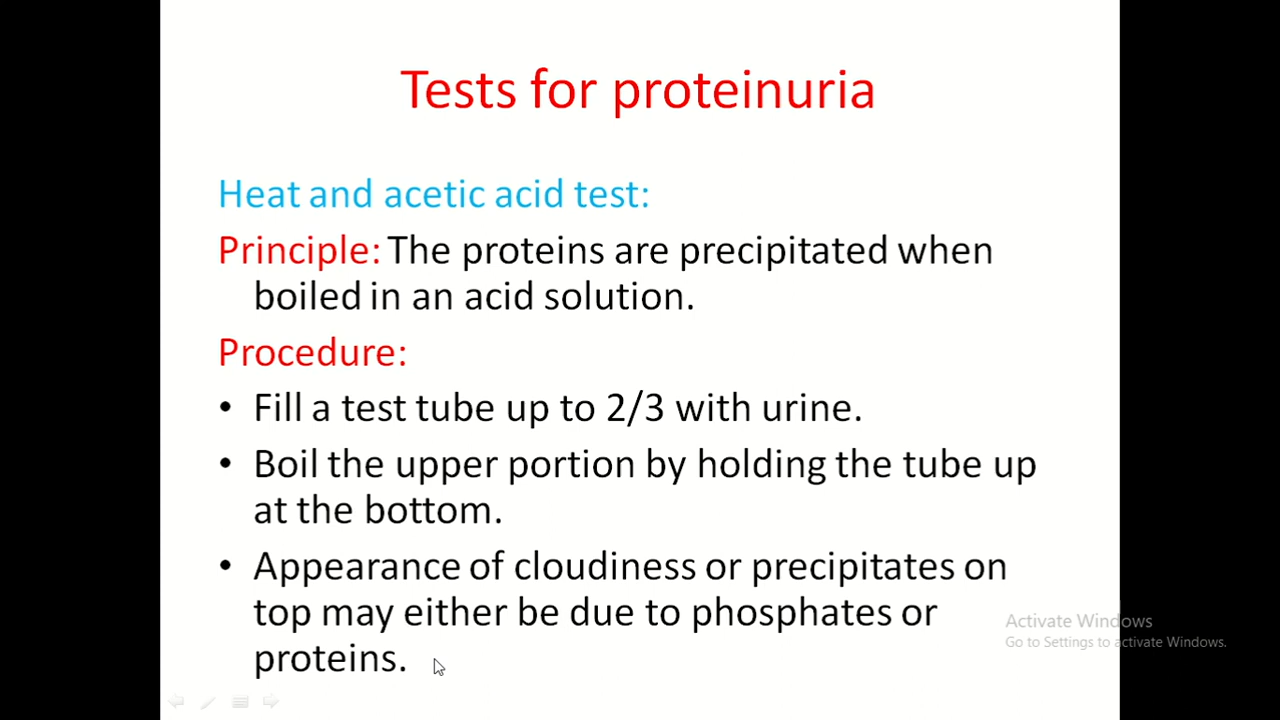 Tests for proteinuria
Heat and acetic acid test:
Principle: The proteins are precipitated when
boiled in an acid solution.
Procedure:
• Fill a test tube up to 2/3 with urine.
• Boil the upper portion by holding the tube up
at the bottom.
• Appearance of cloudiness or precipitates on
top may either be due to phosphates or
proteins.
Activate Windows
Go to Settings to activate Windows.